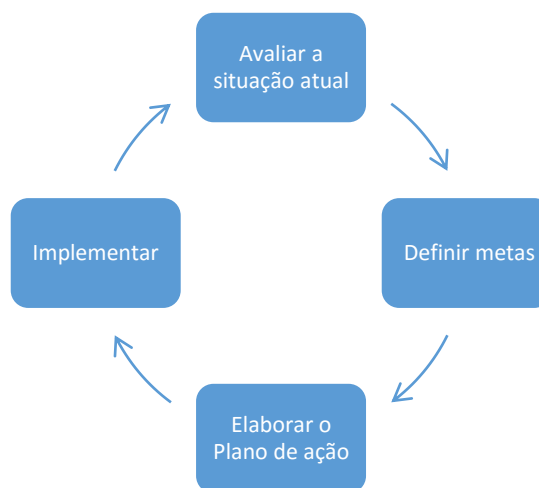 Avaliar a
situação atual
Definir metas
Elaborar o
Plano de ação
Implementar